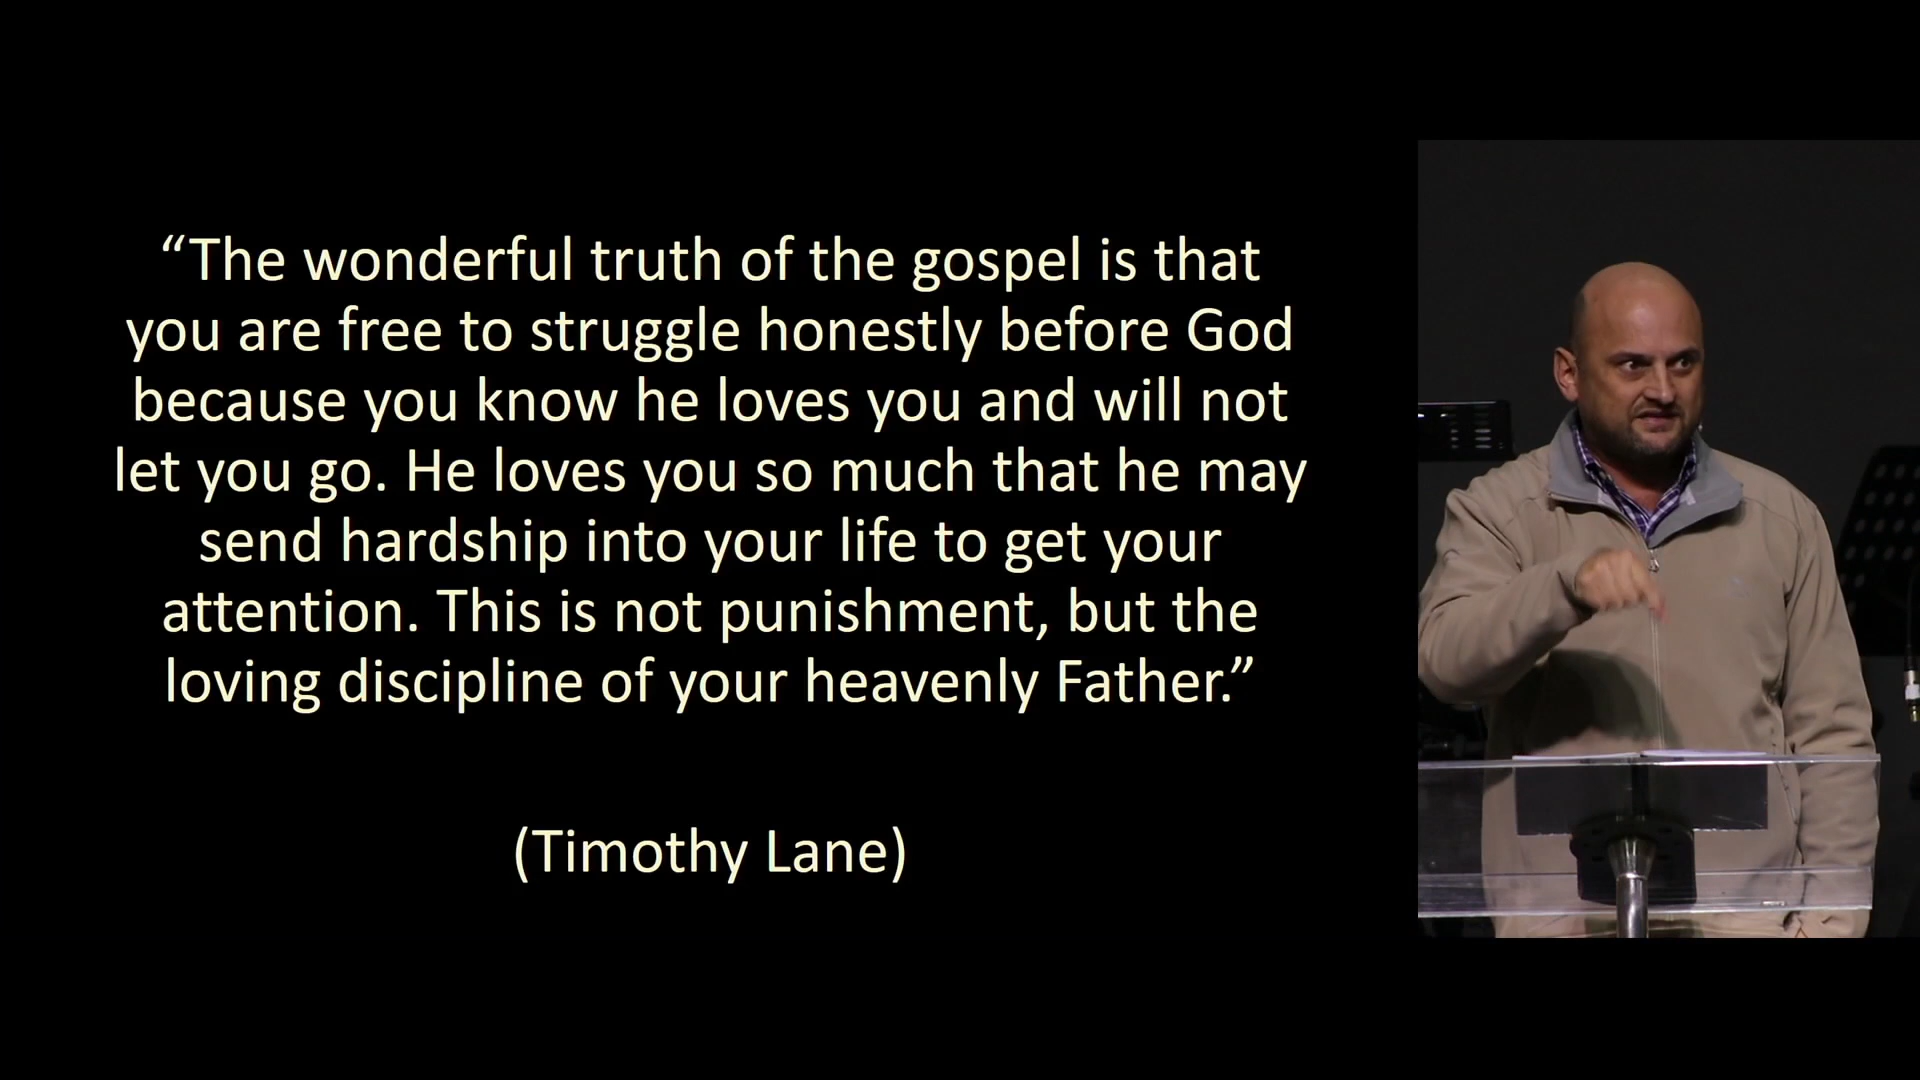 “The wonderful truth of the gospel is that
you are free to struggle honestly before God
because you know he loves you and will not
let you go. He loves you so much that he may
send hardship into your life to get your
attention. This is not punishment, but the
loving discipline of your heavenly Father.”
(Timothy Lane)